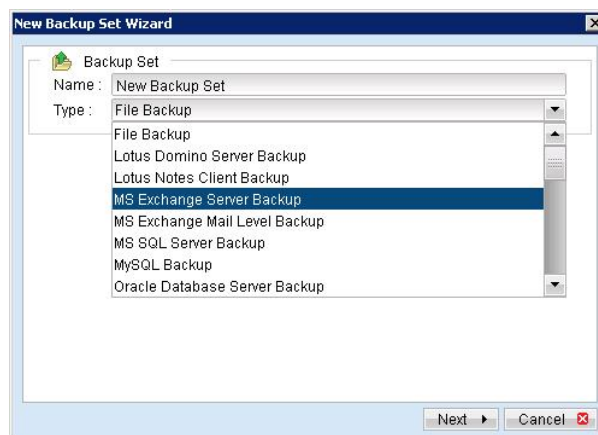 New Backup Set Wizard
Backup Set
Name : New Backup Set
Type : File Backup
File Backup
Lotus Domino Server Backup
Lotus Notes Client Backup
MS Exchange Server Backup
MS Exchange Mail Level Backup
MS SQL Server Backup
MySQL Backup
Oracle Database Server Backup
Next Cancel